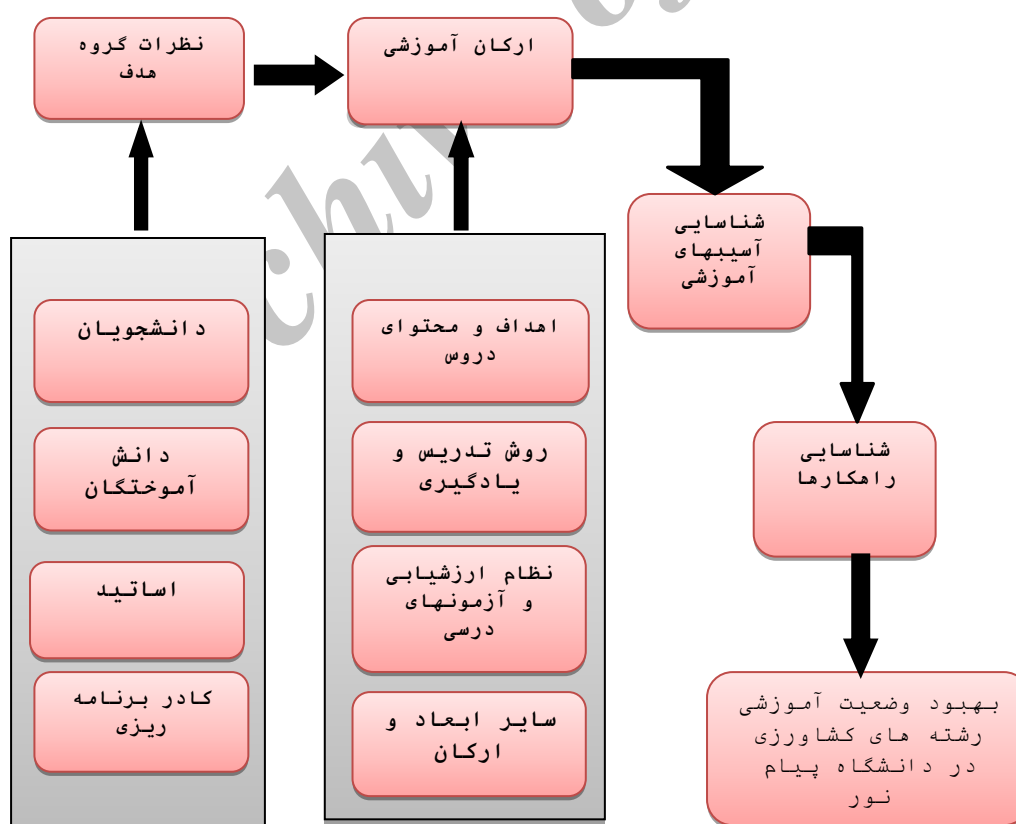 نظرات گروه
هدف
ارکان آموزشی
شناسایی
آسیبهای
آموزشی
شناسایی
راهکارها
بهبود وضعیت آموزشی
رشته های کشاورزی
در دانشگاه پیام
نور
دانشجویان
دانش
آموختگان
اساتید
کادر برنامه
ریزی
اهداف و محتوای
دروس
روش تدریس و
یادگیری
نظام ارزشیابی
و آزمونهای
درسی
سایر ابعاد و
ارکان